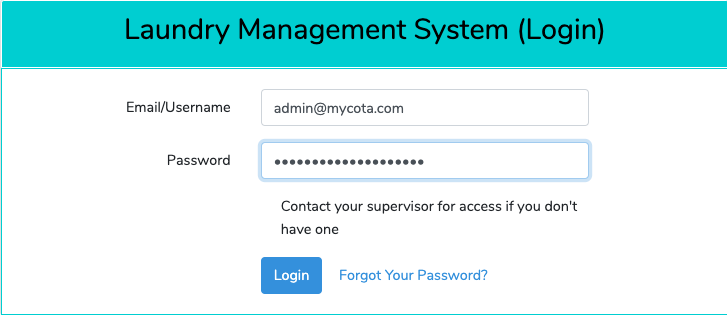 Laundry Management System (Login)
Email/Username
admin@mycota.com
Password
••••••••••••••••••••
Contact your supervisor for access if you don't
have one
Login
Forgot Your Password?